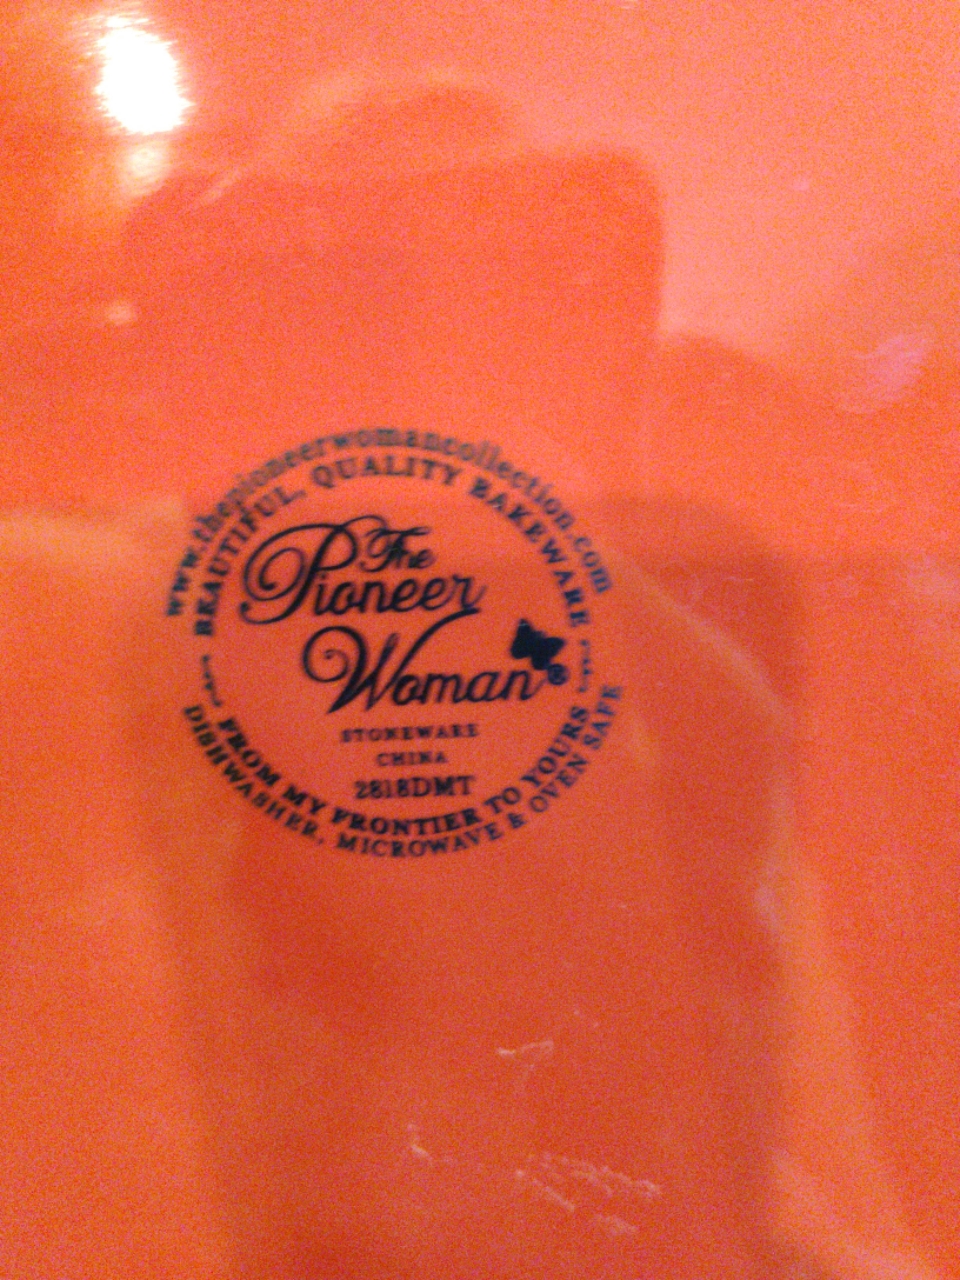 www.thepioneerwomancollection.com
BEAUTIFUL, QUALITY BAKEWARE
The
Pioneer
Woman®
STONEWARE
CHINA
2818DMT
FROM MY FRONTIER TO YOURS
DISHWASHER, MICROWAVE & OVEN SAFE